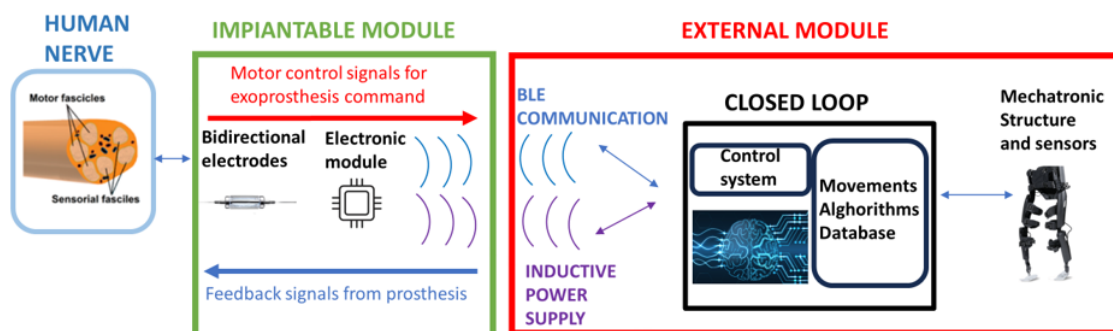 HUMAN
NERVE
Motor fascicles
Sensorial fasciles
IMPIANTABLE MODULE
Motor control signals for
exoprosthesis command
Bidirectional
electrodes
Electronic
module
Feedback signals from prosthesis
EXTERNAL MODULE
BLE
COMMUNICATION
INDUCTIVE
POWER
SUPPLY
CLOSED LOOP
Control
system
Movements
Alghorithms
Database
Mechatronic
Structure
and sensors